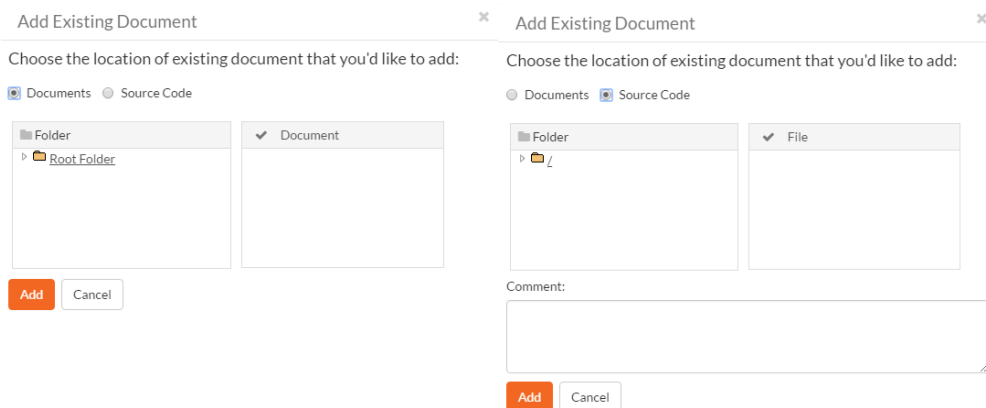 Add Existing Document
×
Choose the location of existing document that you'd like to add:
Documents Source Code
Folder
Document
Root Folder
Add Cancel
Add Existing Document
×
Choose the location of existing document that you'd like to add:
Documents Source Code
Folder
File
/
Comment:
Add Cancel